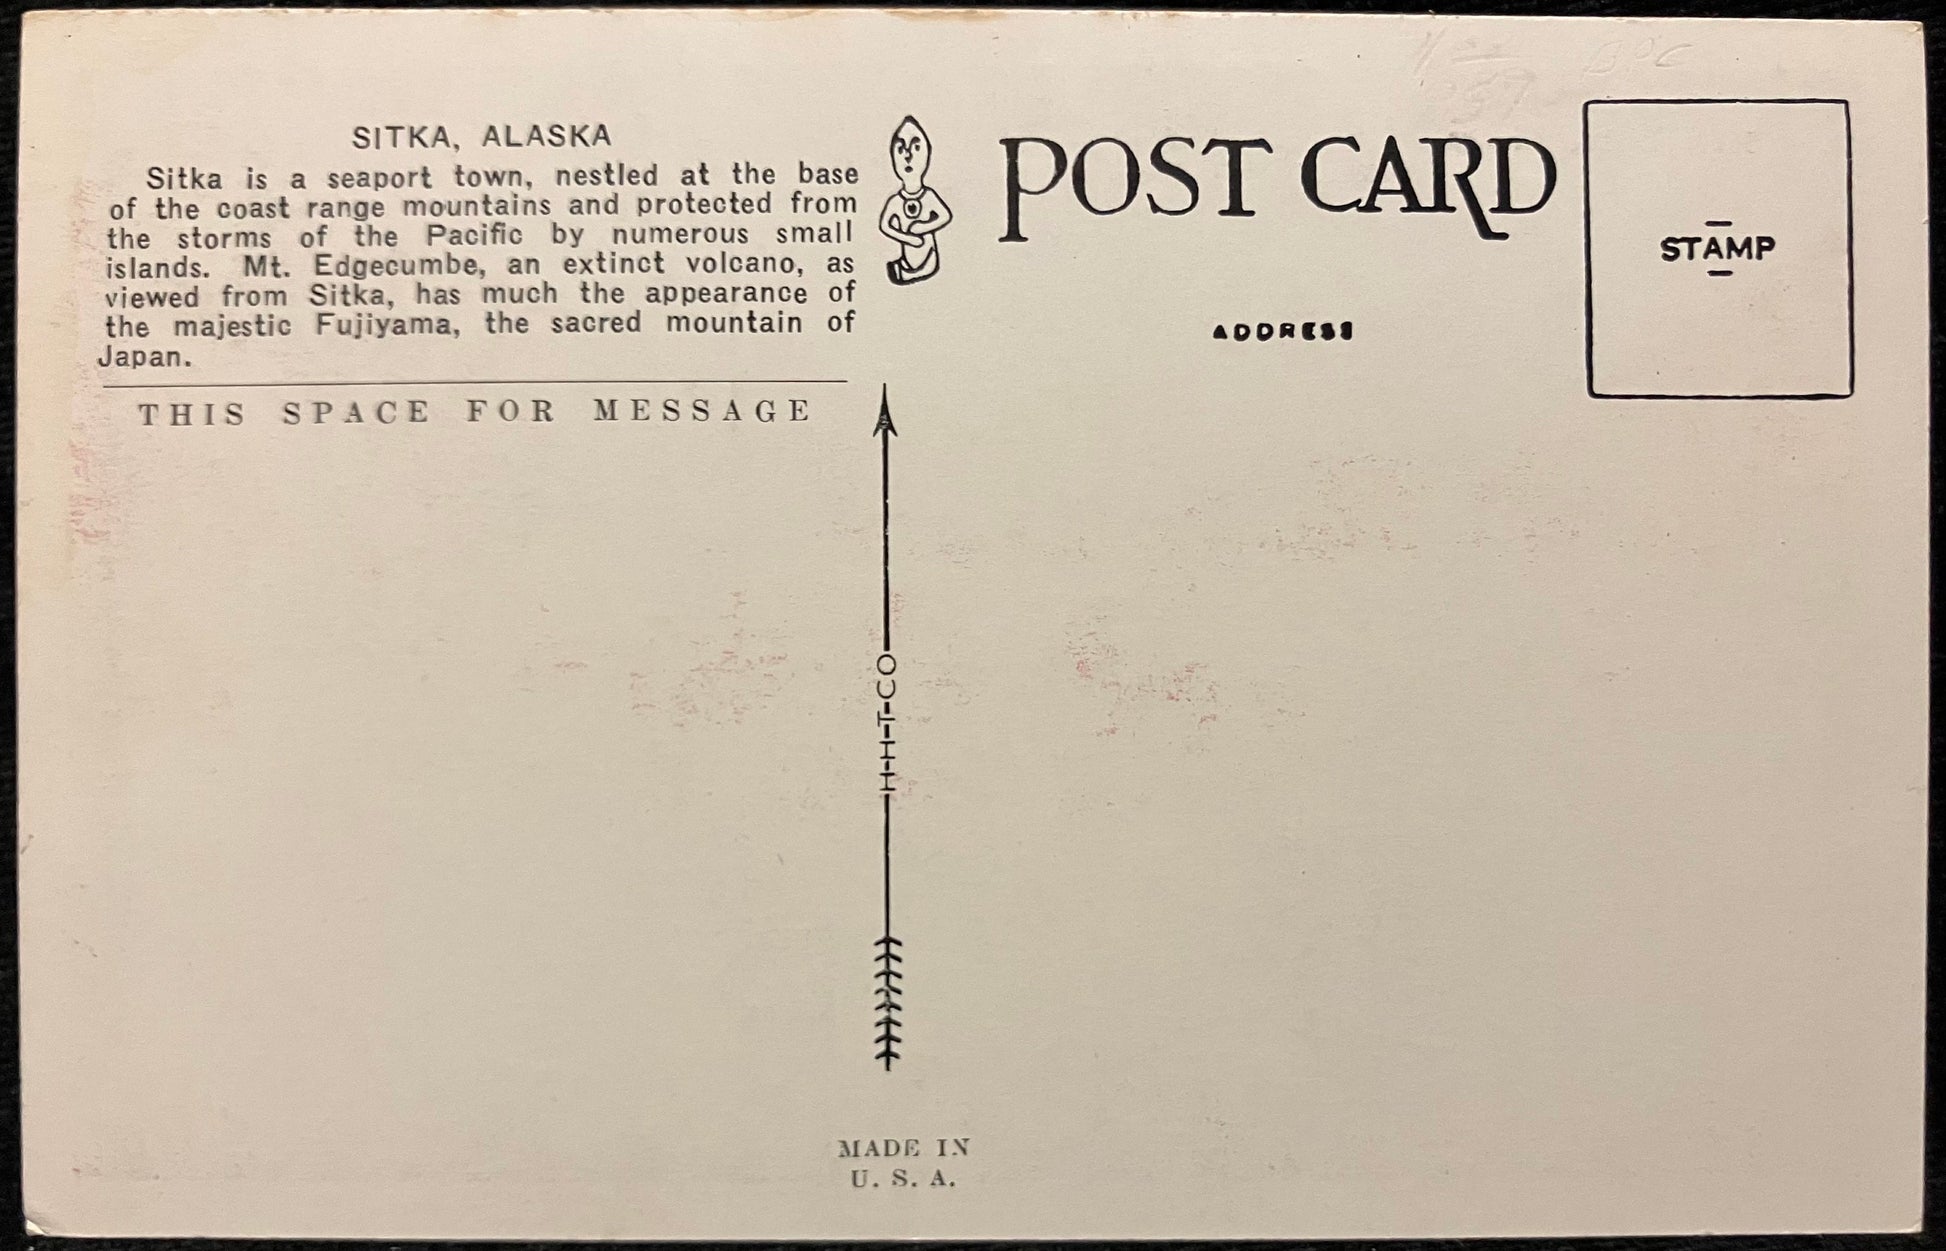 SITKA, ALASKA
Sitka is a seaport town, nestled at the base
of the coast range mountains and protected from
the storms of the Pacific by numerous small
islands. Mt. Edgecumbe, an extinct volcano, as
viewed from Sitka, has much the appearance of
the majestic Fujiyama, the sacred mountain of
Japan.
THIS SPACE FOR MESSAGE
POST CARD
ADDRESS
STAMP
H-H-T-CO
MADE IN
U. S. A.